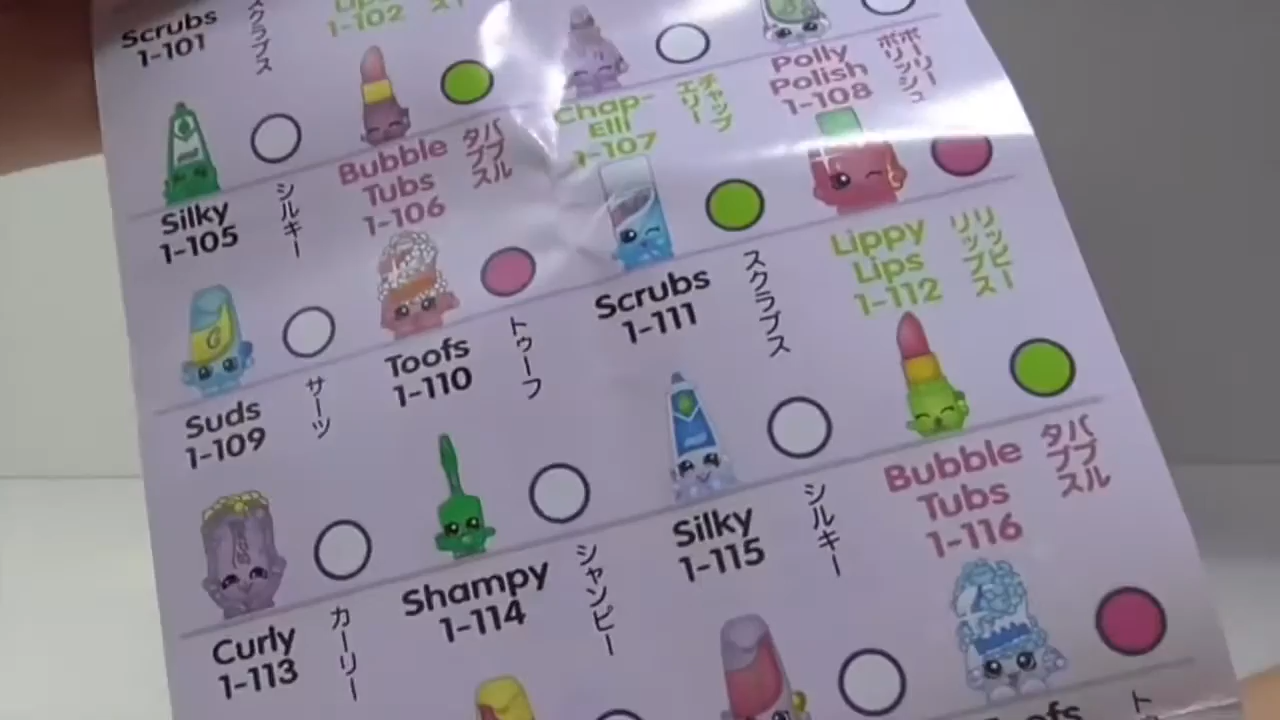 Scrubs
1-101
スクラブス
1-102
Silky
1-105
シルキー
Bubble
Tubs
1-106
バブル
タブス
Chap-
Elli
1-107
チャップ
エリー
Polly
Polish
1-108
ポーリー
ポリッシュ
Suds
1-109
サーツ
Toofs
1-110
トゥーフ
Scrubs
1-111
スクラブス
Lippy
Lips
1-112
リッピー
リップス
Curly
1-113
カーリー
Shampy
1-114
シャンピー
Silky
1-115
シルキー
Bubble
Tubs
1-116
バブル
タブス